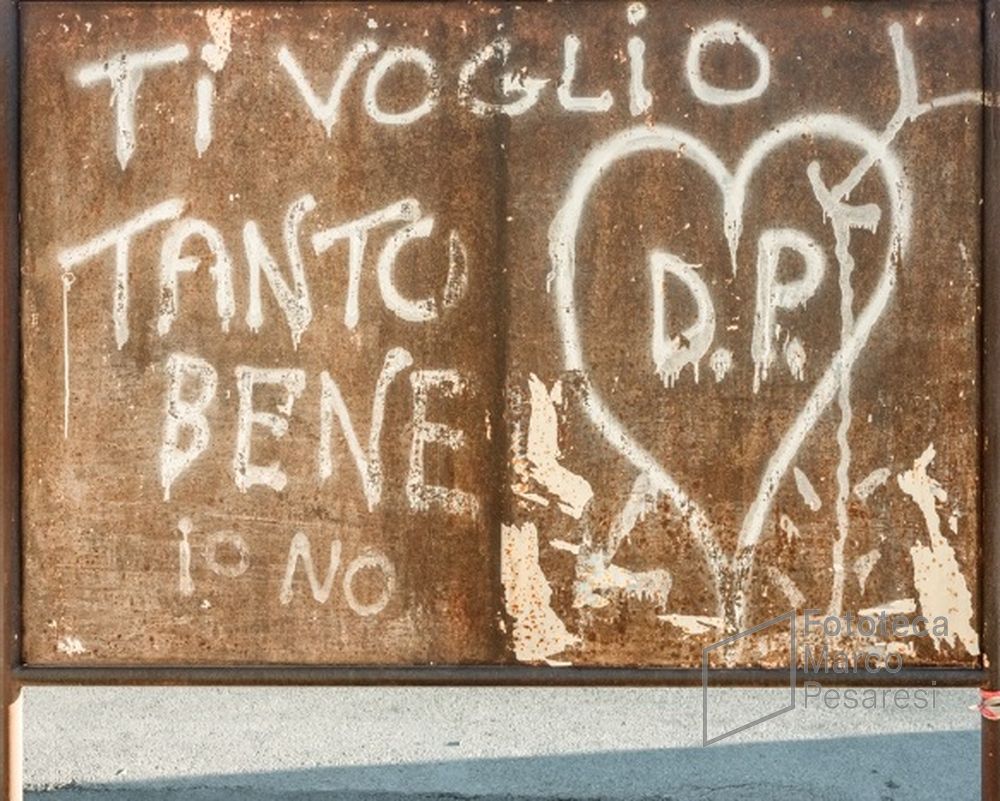 TI VOGLIO
TANTO
BENE
IO NO
D.P.
Fototeca
Marco
Pesaresi